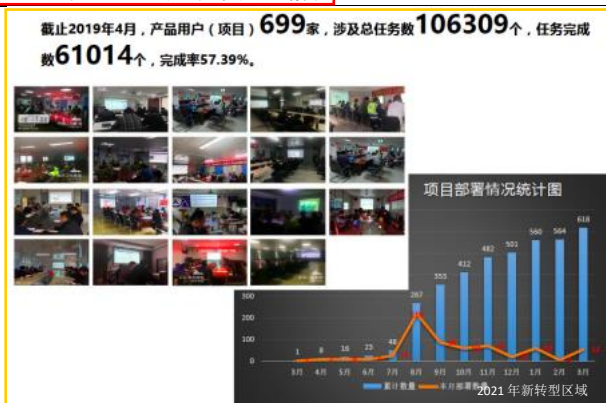 截止2019年4月，产品用户（项目）699家，涉及总任务数106309个，任务完成
数61014个，完成率57.39%。
项目部署情况统计图
618
560 564
482 501
412
355
300
267
200
100
48
1 8 16 23
0
3月 4月 5月 6月 7月 8月 9月 10月 11月 12月 1月 2月 3月
累计数量 本月部署数量
2021 年新转型区域